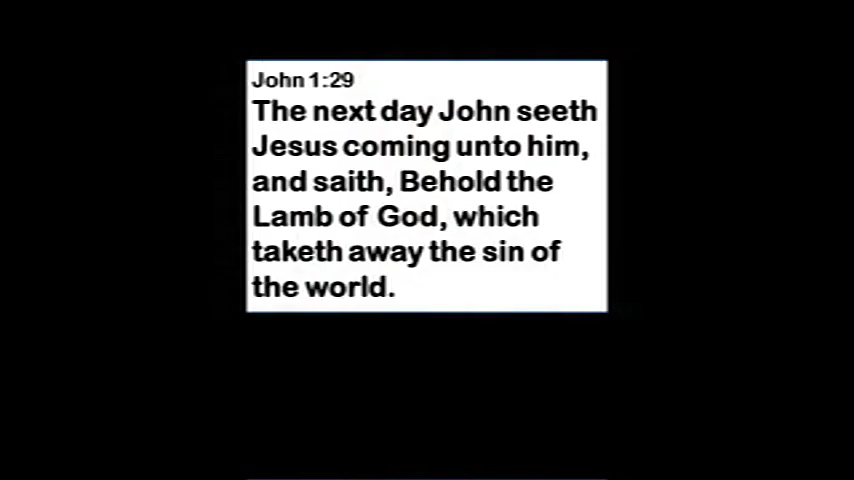 John 1:29
The next day John seeth
Jesus coming unto him,
and saith, Behold the
Lamb of God, which
taketh away the sin of
the world.